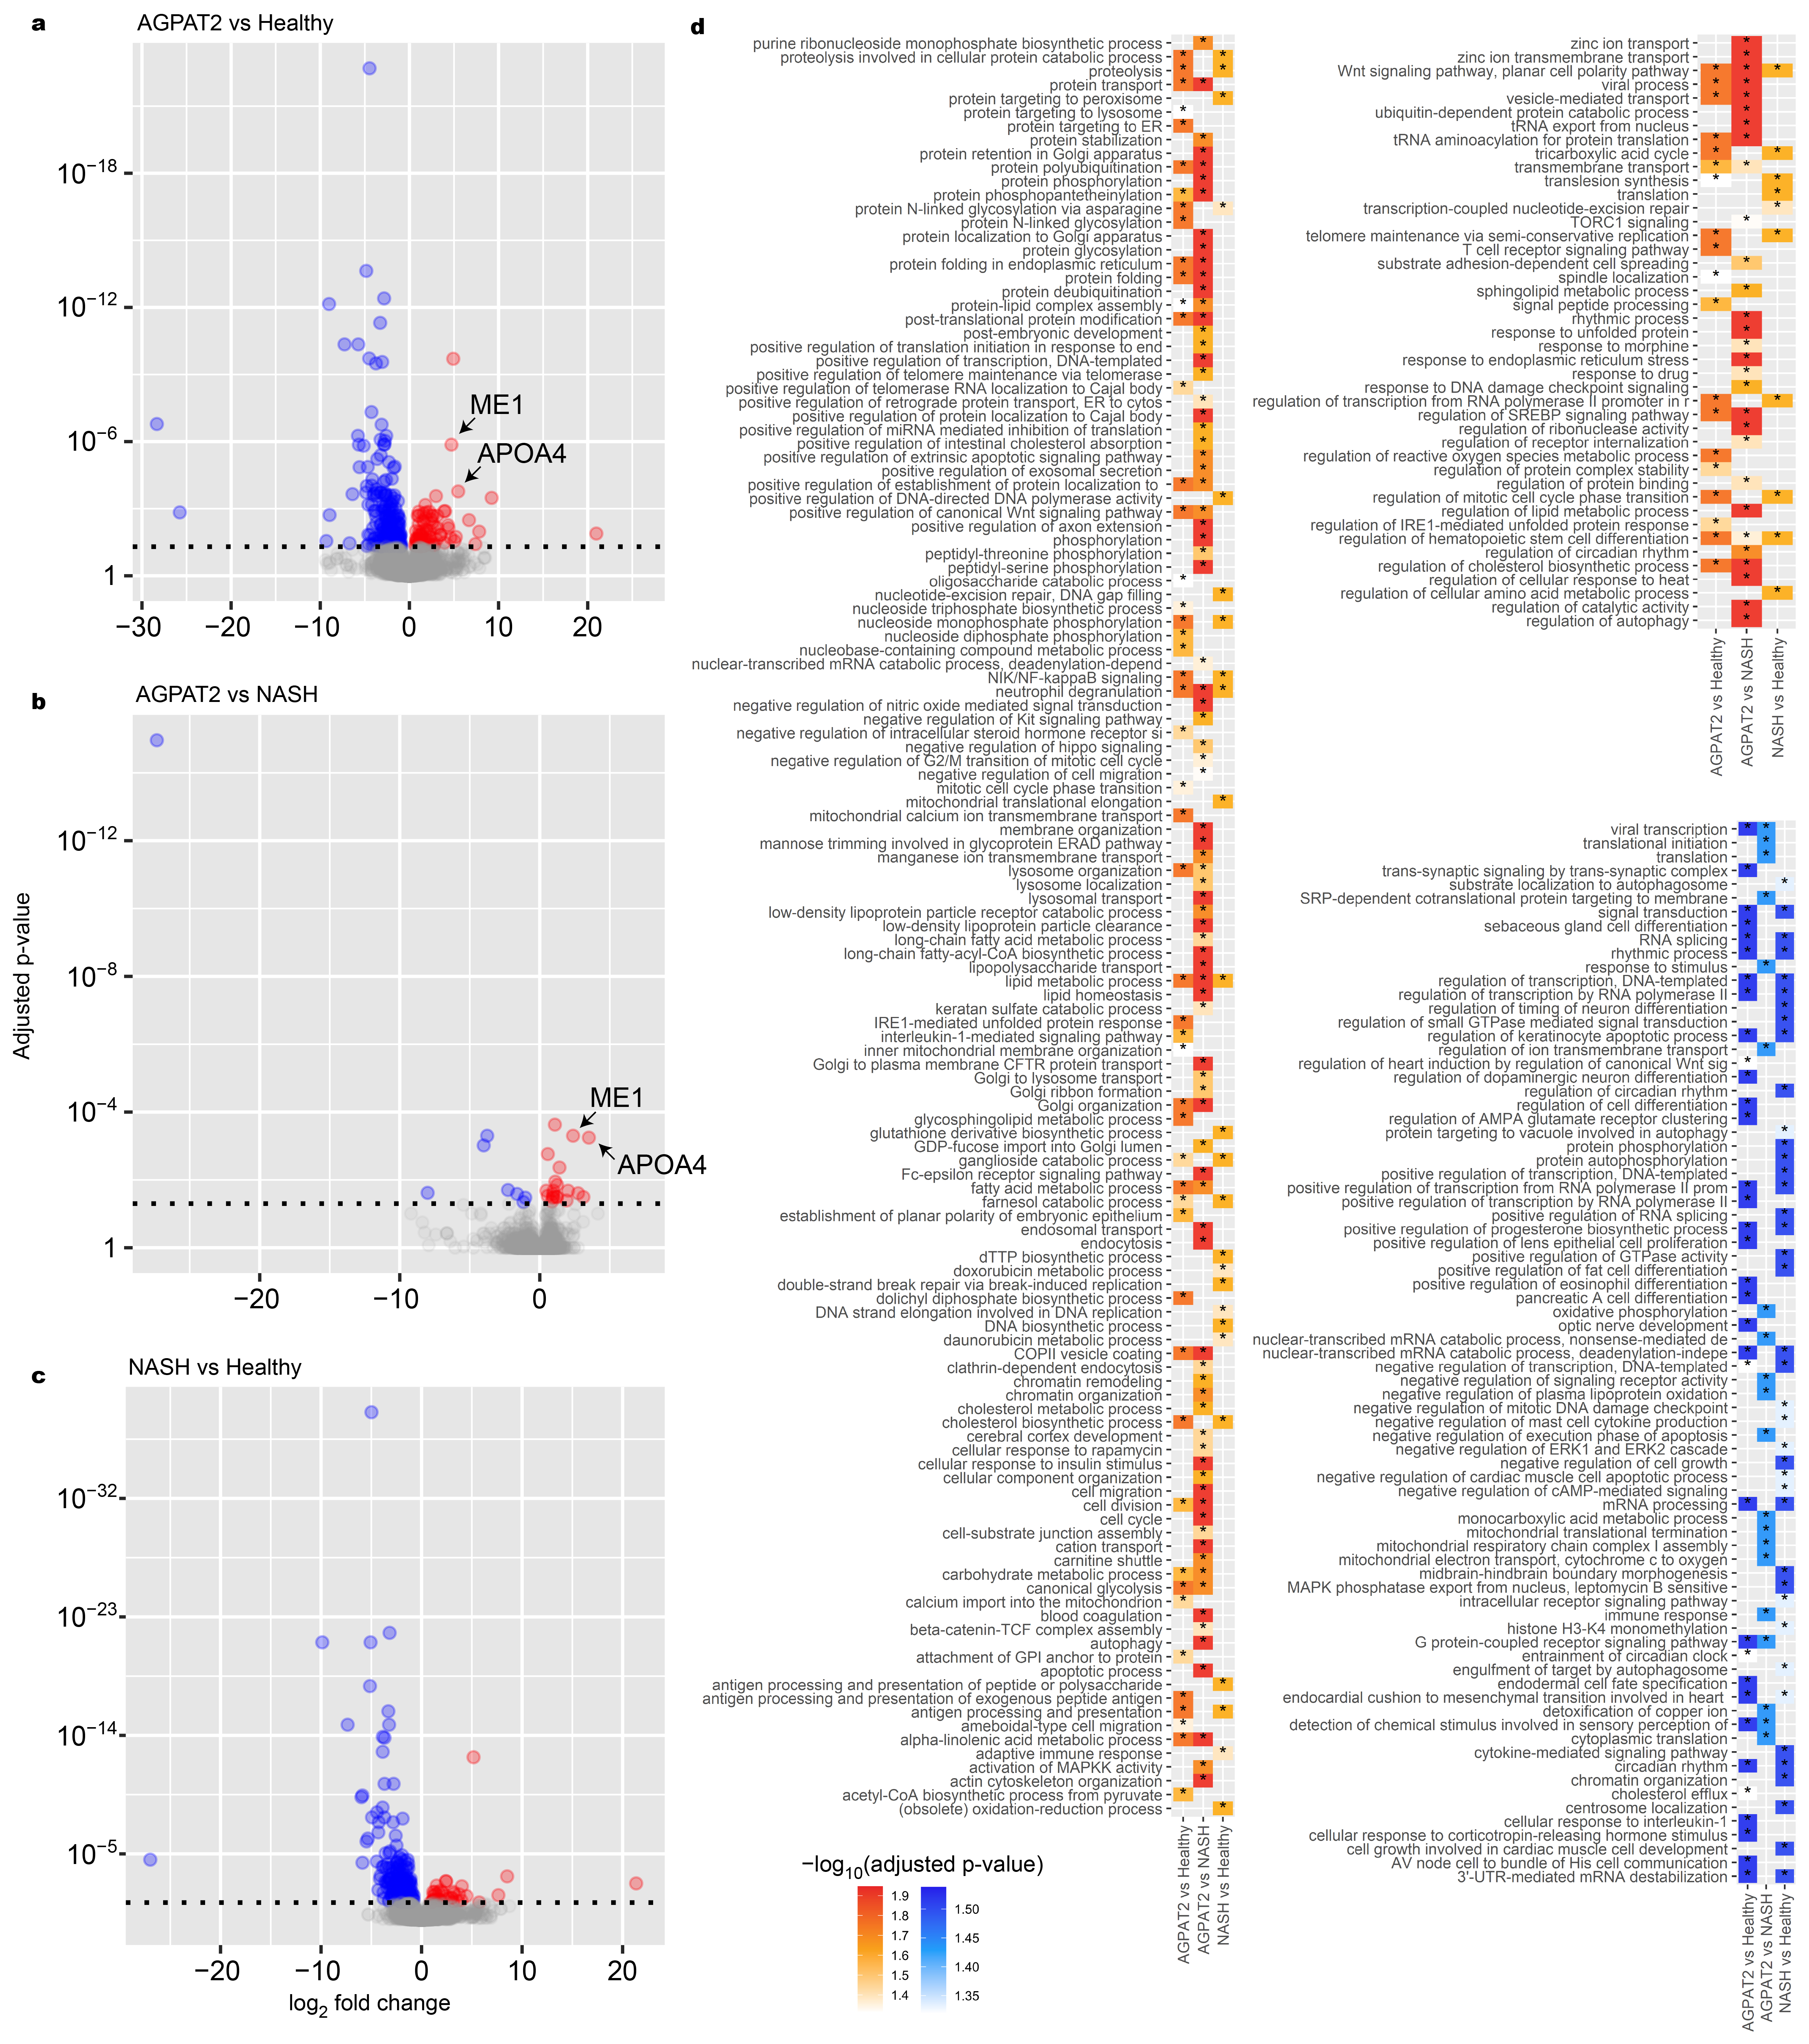 a
AGPAT2 vs Healthy
10−18
10−12
10−6
1
ME1
APOA4
−30
−20
−10
0
10
20
b
AGPAT2 vs NASH
10−12
10−8
10−4
1
ME1
APOA4
−20
−10
0
Adjusted p-value
c
NASH vs Healthy
10−32
10−23
10−14
10−5
−20
−10
0
10
20
log2 fold change
d
purine ribonucleoside monophosphate biosynthetic process
proteolysis involved in cellular protein catabolic process
proteolysis
protein transport
protein targeting to peroxisome
protein targeting to lysosome
protein targeting to ER
protein stabilization
protein retention in Golgi apparatus
protein polyubiquitination
protein phosphorylation
protein phosphopantetheinylation
protein N-linked glycosylation via asparagine
protein N-linked glycosylation
protein localization to Golgi apparatus
protein glycosylation
protein folding in endoplasmic reticulum
protein folding
protein deubiquitination
protein-lipid complex assembly
post-translational protein modification
post-embryonic development
positive regulation of translation initiation in response to end
positive regulation of transcription, DNA-templated
positive regulation of telomere maintenance via telomerase
positive regulation of telomerase RNA localization to Cajal body
positive regulation of retrograde protein transport, ER to cytos
positive regulation of protein localization to Cajal body
positive regulation of miRNA mediated inhibition of translation
positive regulation of intestinal cholesterol absorption
positive regulation of extrinsic apoptotic signaling pathway
positive regulation of exosomal secretion
positive regulation of establishment of protein localization to
positive regulation of DNA-directed DNA polymerase activity
positive regulation of canonical Wnt signaling pathway
positive regulation of axon extension
phosphorylation
peptidyl-threonine phosphorylation
peptidyl-serine phosphorylation
oligosaccharide catabolic process
nucleotide-excision repair, DNA gap filling
nucleoside triphosphate biosynthetic process
nucleoside monophosphate phosphorylation
nucleoside diphosphate phosphorylation
nucleobase-containing compound metabolic process
nuclear-transcribed mRNA catabolic process, deadenylation-depend
NIK/NF-kappaB signaling
neutrophil degranulation
negative regulation of nitric oxide mediated signal transduction
negative regulation of Kit signaling pathway
negative regulation of intracellular steroid hormone receptor si
negative regulation of hippo signaling
negative regulation of G2/M transition of mitotic cell cycle
negative regulation of cell migration
mitotic cell cycle phase transition
mitochondrial translational elongation
mitochondrial calcium ion transmembrane transport
membrane organization
mannose trimming involved in glycoprotein ERAD pathway
manganese ion transmembrane transport
lysosome organization
lysosome localization
lysosomal transport
low-density lipoprotein particle receptor catabolic process
low-density lipoprotein particle clearance
long-chain fatty acid metabolic process
long-chain fatty-acyl-CoA biosynthetic process
lipopolysaccharide transport
lipid metabolic process
lipid homeostasis
keratan sulfate catabolic process
IRE1-mediated unfolded protein response
interleukin-1-mediated signaling pathway
inner mitochondrial membrane organization
Golgi to plasma membrane CFTR protein transport
Golgi to lysosome transport
Golgi ribbon formation
Golgi organization
glycosphingolipid metabolic process
glutathione derivative biosynthetic process
GDP-fucose import into Golgi lumen
ganglioside catabolic process
Fc-epsilon receptor signaling pathway
fatty acid metabolic process
farnesol catabolic process
establishment of planar polarity of embryonic epithelium
endosomal transport
endocytosis
dTTP biosynthetic process
doxorubicin metabolic process
double-strand break repair via break-induced replication
dolichyl diphosphate biosynthetic process
DNA strand elongation involved in DNA replication
DNA biosynthetic process
daunorubicin metabolic process
COPII vesicle coating
clathrin-dependent endocytosis
chromatin remodeling
chromatin organization
cholesterol metabolic process
cholesterol biosynthetic process
cerebral cortex development
cellular response to rapamycin
cellular response to insulin stimulus
cellular component organization
cell migration
cell division
cell cycle
cell-substrate junction assembly
cation transport
carnitine shuttle
carbohydrate metabolic process
canonical glycolysis
calcium import into the mitochondrion
blood coagulation
beta-catenin-TCF complex assembly
autophagy
attachment of GPI anchor to protein
apoptotic process
antigen processing and presentation of peptide or polysaccharide
antigen processing and presentation of exogenous peptide antigen
antigen processing and presentation
ameboidal-type cell migration
alpha-linolenic acid metabolic process
adaptive immune response
activation of MAPKK activity
actin cytoskeleton organization
acetyl-CoA biosynthetic process from pyruvate
(obsolete) oxidation-reduction process
AGPAT2 vs Healthy
AGPAT2 vs NASH
NASH vs Healthy
−log10(adjusted p-value)
1.9
1.8
1.7
1.6
1.5
1.4
1.50
1.45
1.40
1.35
zinc ion transport
zinc ion transmembrane transport
Wnt signaling pathway, planar cell polarity pathway
viral process
vesicle-mediated transport
ubiquitin-dependent protein catabolic process
tRNA export from nucleus
tRNA aminoacylation for protein translation
tricarboxylic acid cycle
transmembrane transport
translesion synthesis
translation
transcription-coupled nucleotide-excision repair
TORC1 signaling
telomere maintenance via semi-conservative replication
T cell receptor signaling pathway
substrate adhesion-dependent cell spreading
spindle localization
sphingolipid metabolic process
signal peptide processing
rhythmic process
response to unfolded protein
response to morphine
response to endoplasmic reticulum stress
response to drug
response to DNA damage checkpoint signaling
regulation of transcription from RNA polymerase II promoter in r
regulation of SREBP signaling pathway
regulation of ribonuclease activity
regulation of receptor internalization
regulation of reactive oxygen species metabolic process
regulation of protein complex stability
regulation of protein binding
regulation of mitotic cell cycle phase transition
regulation of lipid metabolic process
regulation of IRE1-mediated unfolded protein response
regulation of hematopoietic stem cell differentiation
regulation of circadian rhythm
regulation of cholesterol biosynthetic process
regulation of cellular response to heat
regulation of cellular amino acid metabolic process
regulation of catalytic activity
regulation of autophagy
AGPAT2 vs Healthy
AGPAT2 vs NASH
NASH vs Healthy
viral transcription
translational initiation
translation
trans-synaptic signaling by trans-synaptic complex
substrate localization to autophagosome
SRP-dependent cotranslational protein targeting to membrane
signal transduction
sebaceous gland cell differentiation
RNA splicing
rhythmic process
response to stimulus
regulation of transcription, DNA-templated
regulation of transcription by RNA polymerase II
regulation of timing of neuron differentiation
regulation of small GTPase mediated signal transduction
regulation of keratinocyte apoptotic process
regulation of ion transmembrane transport
regulation of heart induction by regulation of canonical Wnt sig
regulation of dopaminergic neuron differentiation
regulation of circadian rhythm
regulation of cell differentiation
regulation of AMPA glutamate receptor clustering
protein targeting to vacuole involved in autophagy
protein phosphorylation
protein autophosphorylation
positive regulation of transcription, DNA-templated
positive regulation of transcription from RNA polymerase II prom
positive regulation of transcription by RNA polymerase II
positive regulation of RNA splicing
positive regulation of progesterone biosynthetic process
positive regulation of lens epithelial cell proliferation
positive regulation of GTPase activity
positive regulation of fat cell differentiation
positive regulation of eosinophil differentiation
pancreatic A cell differentiation
oxidative phosphorylation
optic nerve development
nuclear-transcribed mRNA catabolic process, nonsense-mediated de
nuclear-transcribed mRNA catabolic process, deadenylation-indepe
negative regulation of transcription, DNA-templated
negative regulation of signaling receptor activity
negative regulation of plasma lipoprotein oxidation
negative regulation of mitotic DNA damage checkpoint
negative regulation of mast cell cytokine production
negative regulation of execution phase of apoptosis
negative regulation of ERK1 and ERK2 cascade
negative regulation of cell growth
negative regulation of cardiac muscle cell apoptotic process
negative regulation of cAMP-mediated signaling
mRNA processing
monocarboxylic acid metabolic process
mitochondrial translational termination
mitochondrial respiratory chain complex I assembly
mitochondrial electron transport, cytochrome c to oxygen
midbrain-hindbrain boundary morphogenesis
MAPK phosphatase export from nucleus, leptomycin B sensitive
intracellular receptor signaling pathway
immune response
histone H3-K4 monomethylation
G protein-coupled receptor signaling pathway
entrainment of circadian clock
engulfment of target by autophagosome
endodermal cell fate specification
endocardial cushion to mesenchymal transition involved in heart
detoxification of copper ion
detection of chemical stimulus involved in sensory perception of
cytoplasmic translation
cytokine-mediated signaling pathway
circadian rhythm
chromatin organization
cholesterol efflux
centrosome localization
cellular response to interleukin-1
cellular response to corticotropin-releasing hormone stimulus
cell growth involved in cardiac muscle cell development
AV node cell to bundle of His cell communication
3'-UTR-mediated mRNA destabilization
AGPAT2 vs Healthy
AGPAT2 vs NASH
NASH vs Healthy